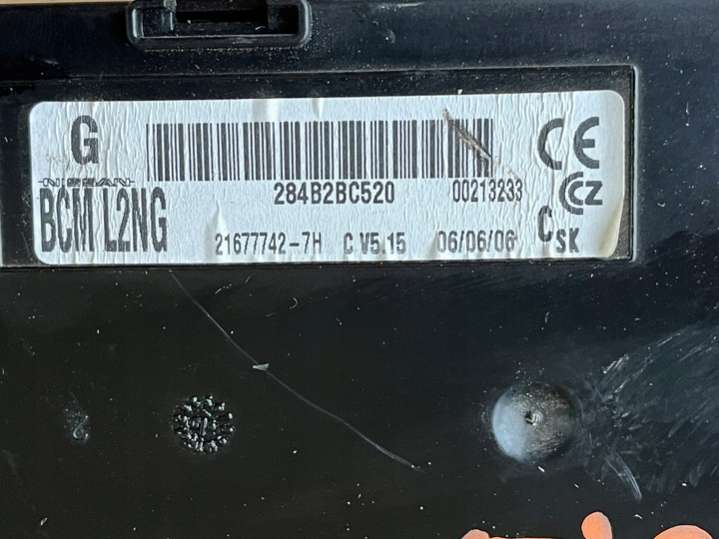 G
NISSAN
BCM L2NG
284B2BC520 00213233
21677742-7H C V5.15 06/06/06
CE
CZ
C SK